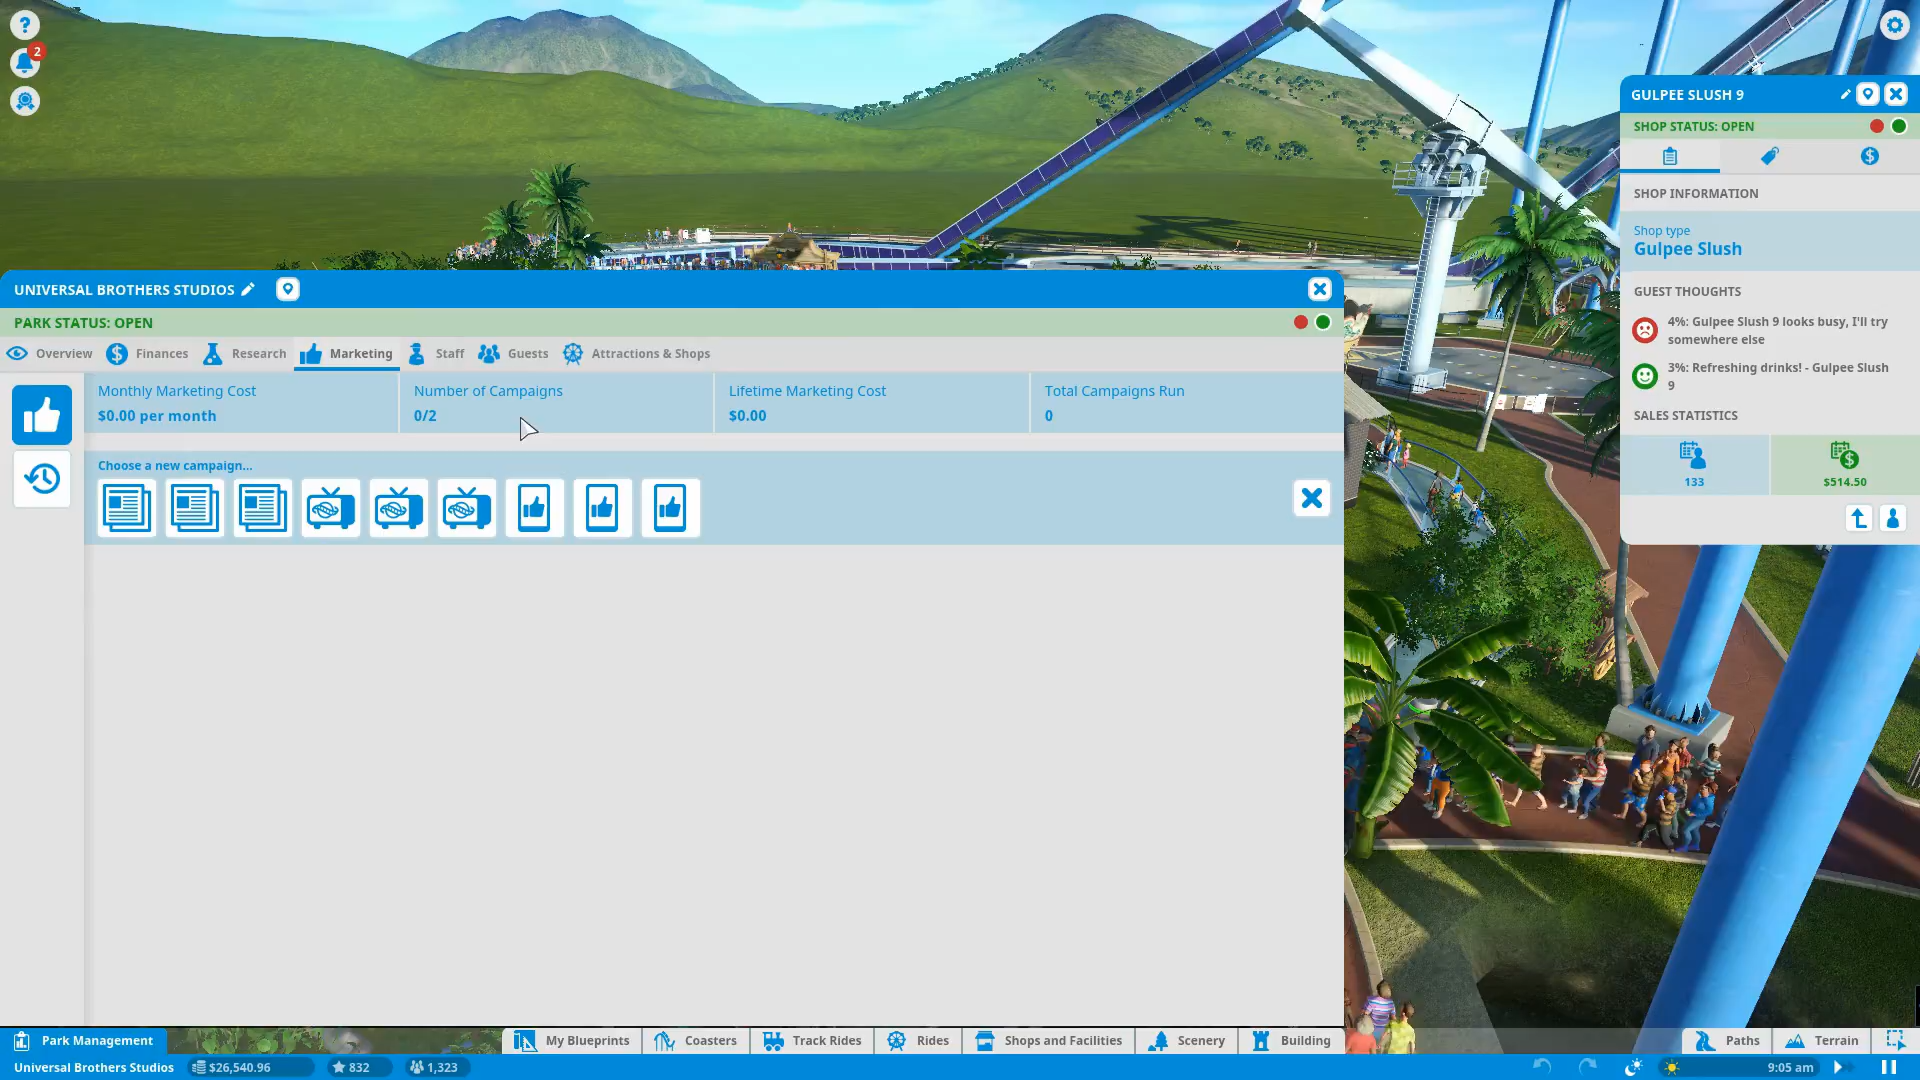 ?
2
UNIVERSAL BROTHERS STUDIOS
PARK STATUS: OPEN
Overview
Finances
Research
Marketing
Staff
Guests
Attractions & Shops
Monthly Marketing Cost
$0.00 per month
Number of Campaigns
0/2
Lifetime Marketing Cost
$0.00
Total Campaigns Run
0
Choose a new campaign...
GULPEE SLUSH 9
SHOP STATUS: OPEN
SHOP INFORMATION
Shop type
Gulpee Slush
GUEST THOUGHTS
4%: Gulpee Slush 9 looks busy, I'll try
somewhere else
3%: Refreshing drinks! - Gulpee Slush
9
SALES STATISTICS
133
$514.50
Park Management
My Blueprints
Coasters
Track Rides
Rides
Shops and Facilities
Scenery
Building
Paths
Terrain
Universal Brothers Studios
$26,540.96
832
1,323
9:05 am